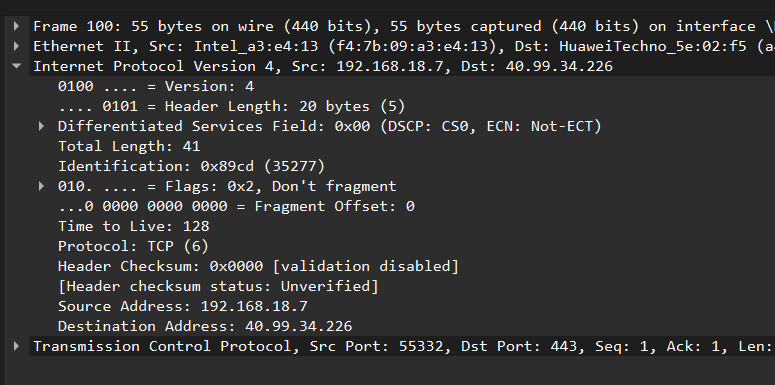 Frame 100: 55 bytes on wire (440 bits), 55 bytes captured (440 bits) on interface \
Ethernet II, Src: Intel_a3:e4:13 (f4:7b:09:a3:e4:13), Dst: HuaweiTechno_5e:02:f5 (a4
Internet Protocol Version 4, Src: 192.168.18.7, Dst: 40.99.34.226
0100 .... = Version: 4
.... 0101 = Header Length: 20 bytes (5)
Differentiated Services Field: 0x00 (DSCP: CS0, ECN: Not-ECT)
Total Length: 41
Identification: 0x89cd (35277)
010. .... = Flags: 0x2, Don't fragment
...0 0000 0000 0000 = Fragment Offset: 0
Time to Live: 128
Protocol: TCP (6)
Header Checksum: 0x0000 [validation disabled]
[Header checksum status: Unverified]
Source Address: 192.168.18.7
Destination Address: 40.99.34.226
Transmission Control Protocol, Src Port: 55332, Dst Port: 443, Seq: 1, Ack: 1, Len: